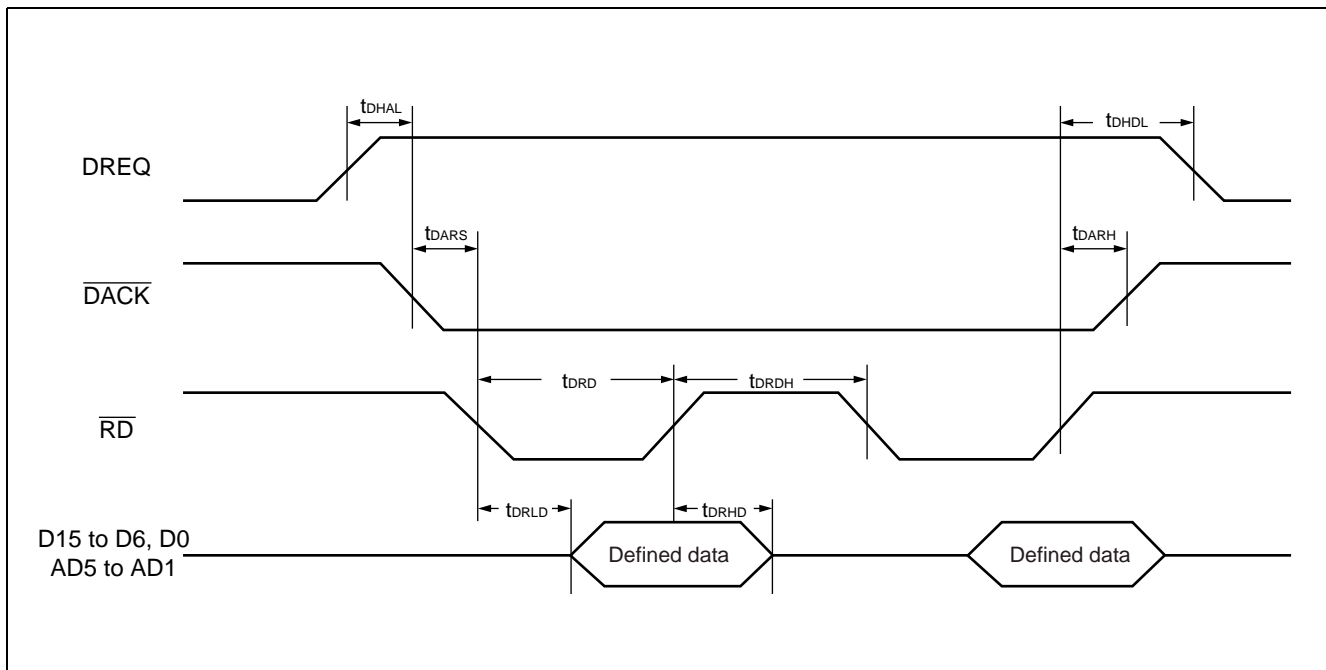 tDHAL
tDHDL
DREQ
tDARS
tDARH
DACK
tDRD
tDRDH
RD
tDRLD
tDRHD
D15 to D6, D0
AD5 to AD1
Defined data
Defined data